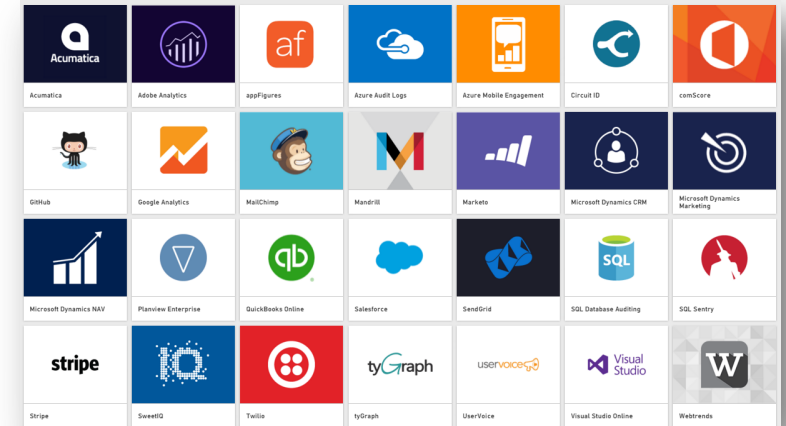 Acumatica
af
Acumatica
Adobe Analytics
appFigures
Azure Audit Logs
Azure Mobile Engagement
Circuit ID
comScore
GitHub
Google Analytics
MailChimp
Mandrill
Marketo
Microsoft Dynamics CRM
Microsoft Dynamics
Marketing
qb
SQL
Microsoft Dynamics NAV
Planview Enterprise
QuickBooks Online
Salesforce
SendGrid
SQL Database Auditing
SQL Sentry
stripe
IQ
tyGraph
uservoice
Visual
Studio
W
Stripe
SweetIQ
Twilio
tyGraph
UserVoice
Visual Studio Online
Webtrends